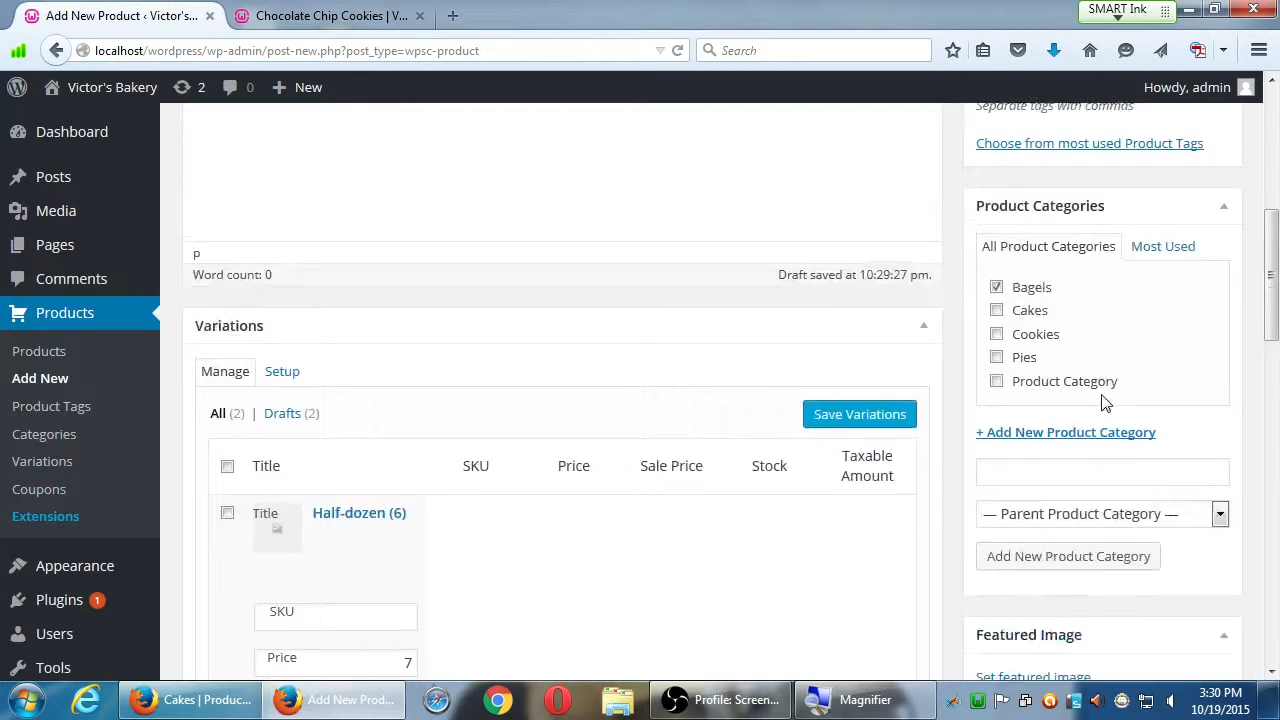 Add New Product ‹ Victor's...
Chocolate Chip Cookies | V...
SMART Ink
localhost/wordpress/wp-admin/post-new.php?post_type=wpsc-product
Search
Victor's Bakery
2
0
New
Howdy, admin
Dashboard
Posts
Media
Pages
Comments
Products
Products
Add New
Product Tags
Categories
Variations
Coupons
Extensions
Appearance
Plugins 1
Users
Tools
p
Word count: 0
Draft saved at 10:29:27 pm.
Variations
Manage
Setup
All (2) | Drafts (2)
Save Variations
Title
SKU
Price
Sale Price
Stock
Taxable
Amount
Title
Half-dozen (6)
SKU
Price
7
Separate tags with commas
Choose from most used Product Tags
Product Categories
All Product Categories
Most Used
Bagels
Cakes
Cookies
Pies
Product Category
+ Add New Product Category
— Parent Product Category —
Add New Product Category
Featured Image
Set featured image
Cakes | Produc...
Add New Prod...
Profile: Screen...
Magnifier
3:30 PM
10/19/2015